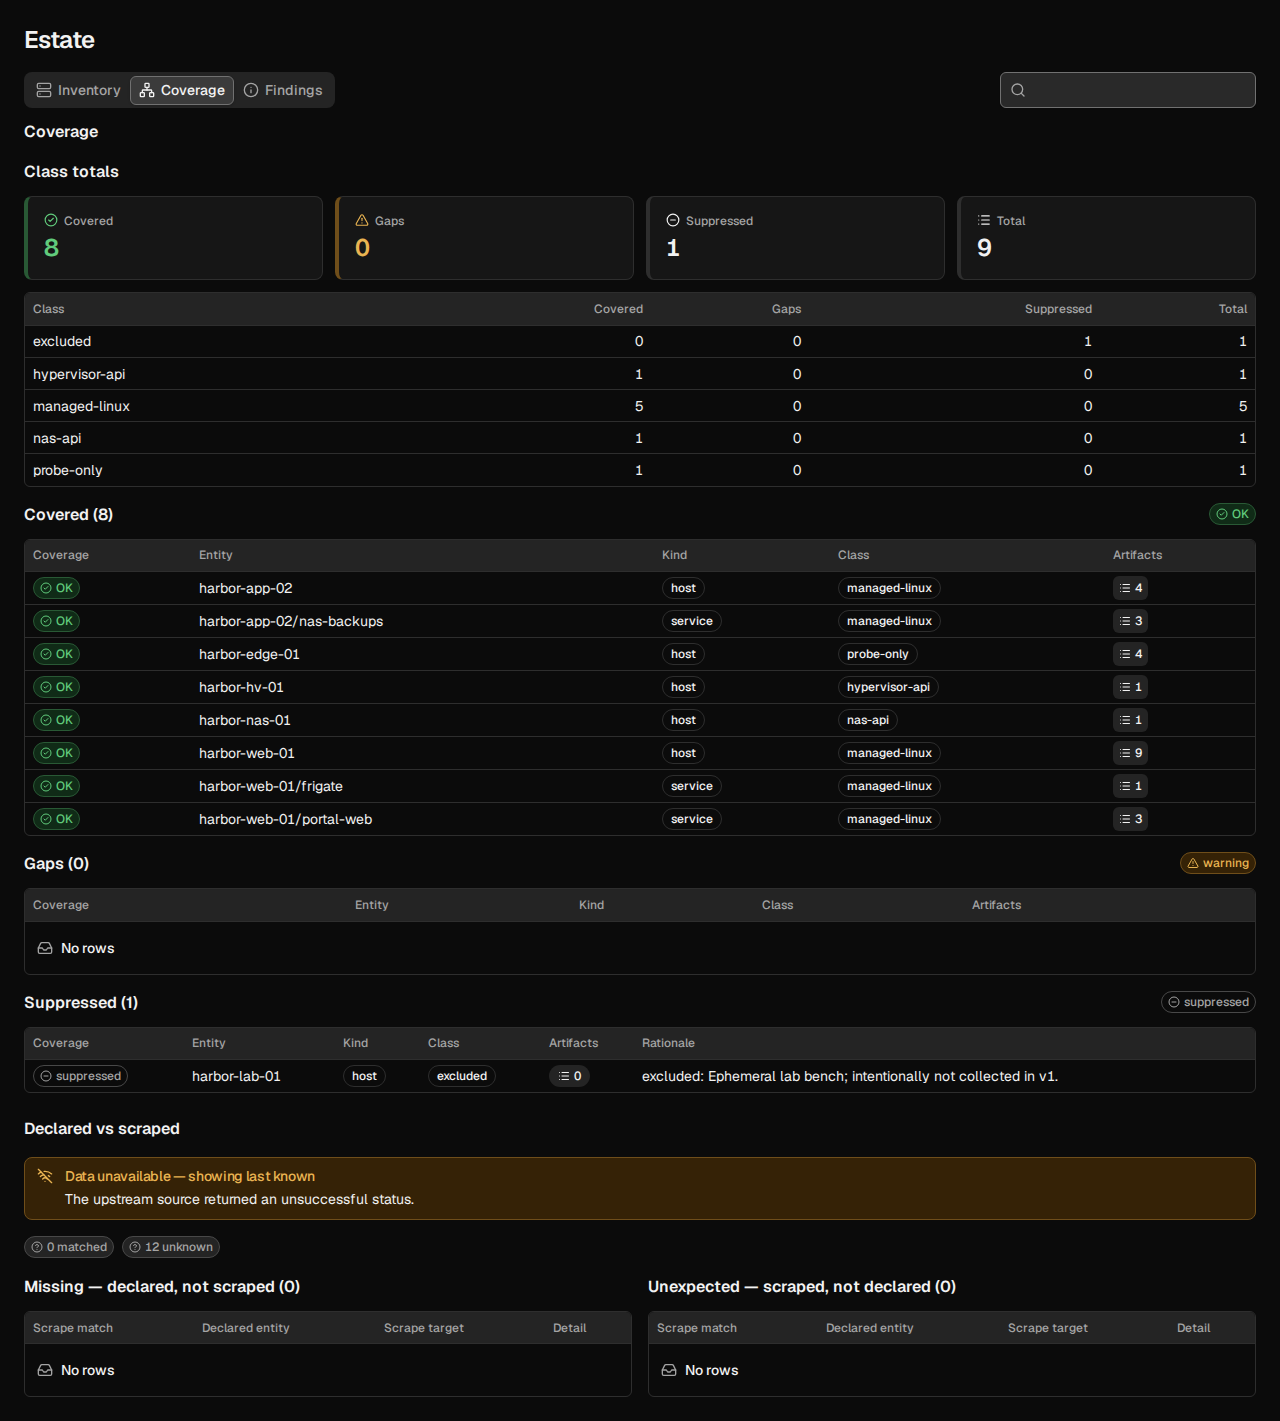 Estate
Inventory Coverage Findings
Coverage
Class totals
Covered Gaps Suppressed Total
8 0 1 9
Class Covered Gaps Suppressed Total
excluded 0 0 1 1
hypervisor-api 1 0 0 1
managed-linux 5 0 0 5
nas-api 1 0 0 1
probe-only 1 0 0 1
Covered (8) OK
Coverage Entity Kind Class Artifacts
OK harbor-app-02 host managed-linux 4
OK harbor-app-02/nas-backups service managed-linux 3
OK harbor-edge-01 host probe-only 4
OK harbor-hv-01 host hypervisor-api 1
OK harbor-nas-01 host nas-api 1
OK harbor-web-01 host managed-linux 9
OK harbor-web-01/frigate service managed-linux 1
OK harbor-web-01/portal-web service managed-linux 3
Gaps (0) warning
Coverage Entity Kind Class Artifacts
No rows
Suppressed (1) suppressed
Coverage Entity Kind Class Artifacts Rationale
suppressed harbor-lab-01 host excluded 0 excluded: Ephemeral lab bench; intentionally not collected in v1.
Declared vs scraped
Data unavailable — showing last known
The upstream source returned an unsuccessful status.
0 matched 12 unknown
Missing — declared, not scraped (0) Unexpected — scraped, not declared (0)
Scrape match Declared entity Scrape target Detail Scrape match Declared entity Scrape target Detail
No rows No rows